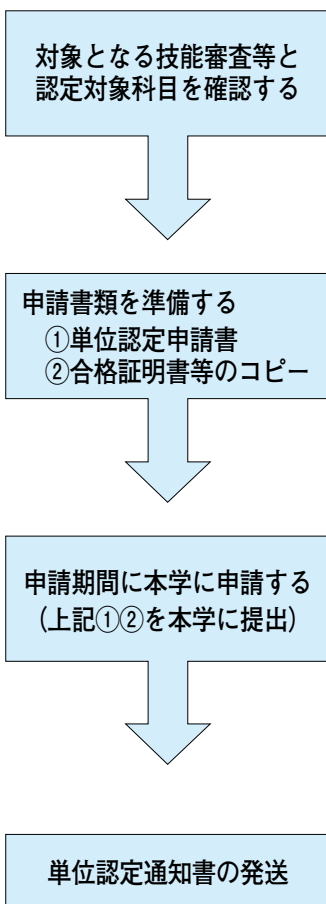 対象となる技能審査等と
認定対象科目を確認する
申請書類を準備する
①単位認定申請書
②合格証明書等のコピー
申請期間に本学に申請する
（上記①②を本学に提出）
単位認定通知書の発送